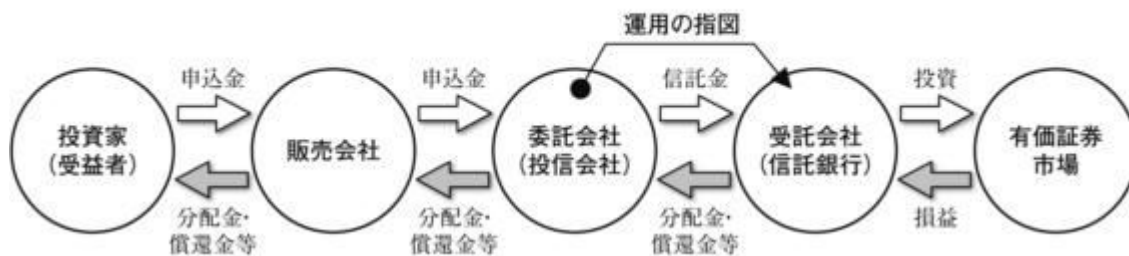 運用の指図
申込金
申込金
信託金
投資
投資家
(受益者)
販売会社
委託会社
(投信会社)
受託会社
(信託銀行)
有価証券
市場
分配金・
償還金等
分配金・
償還金等
分配金・
償還金等
損益